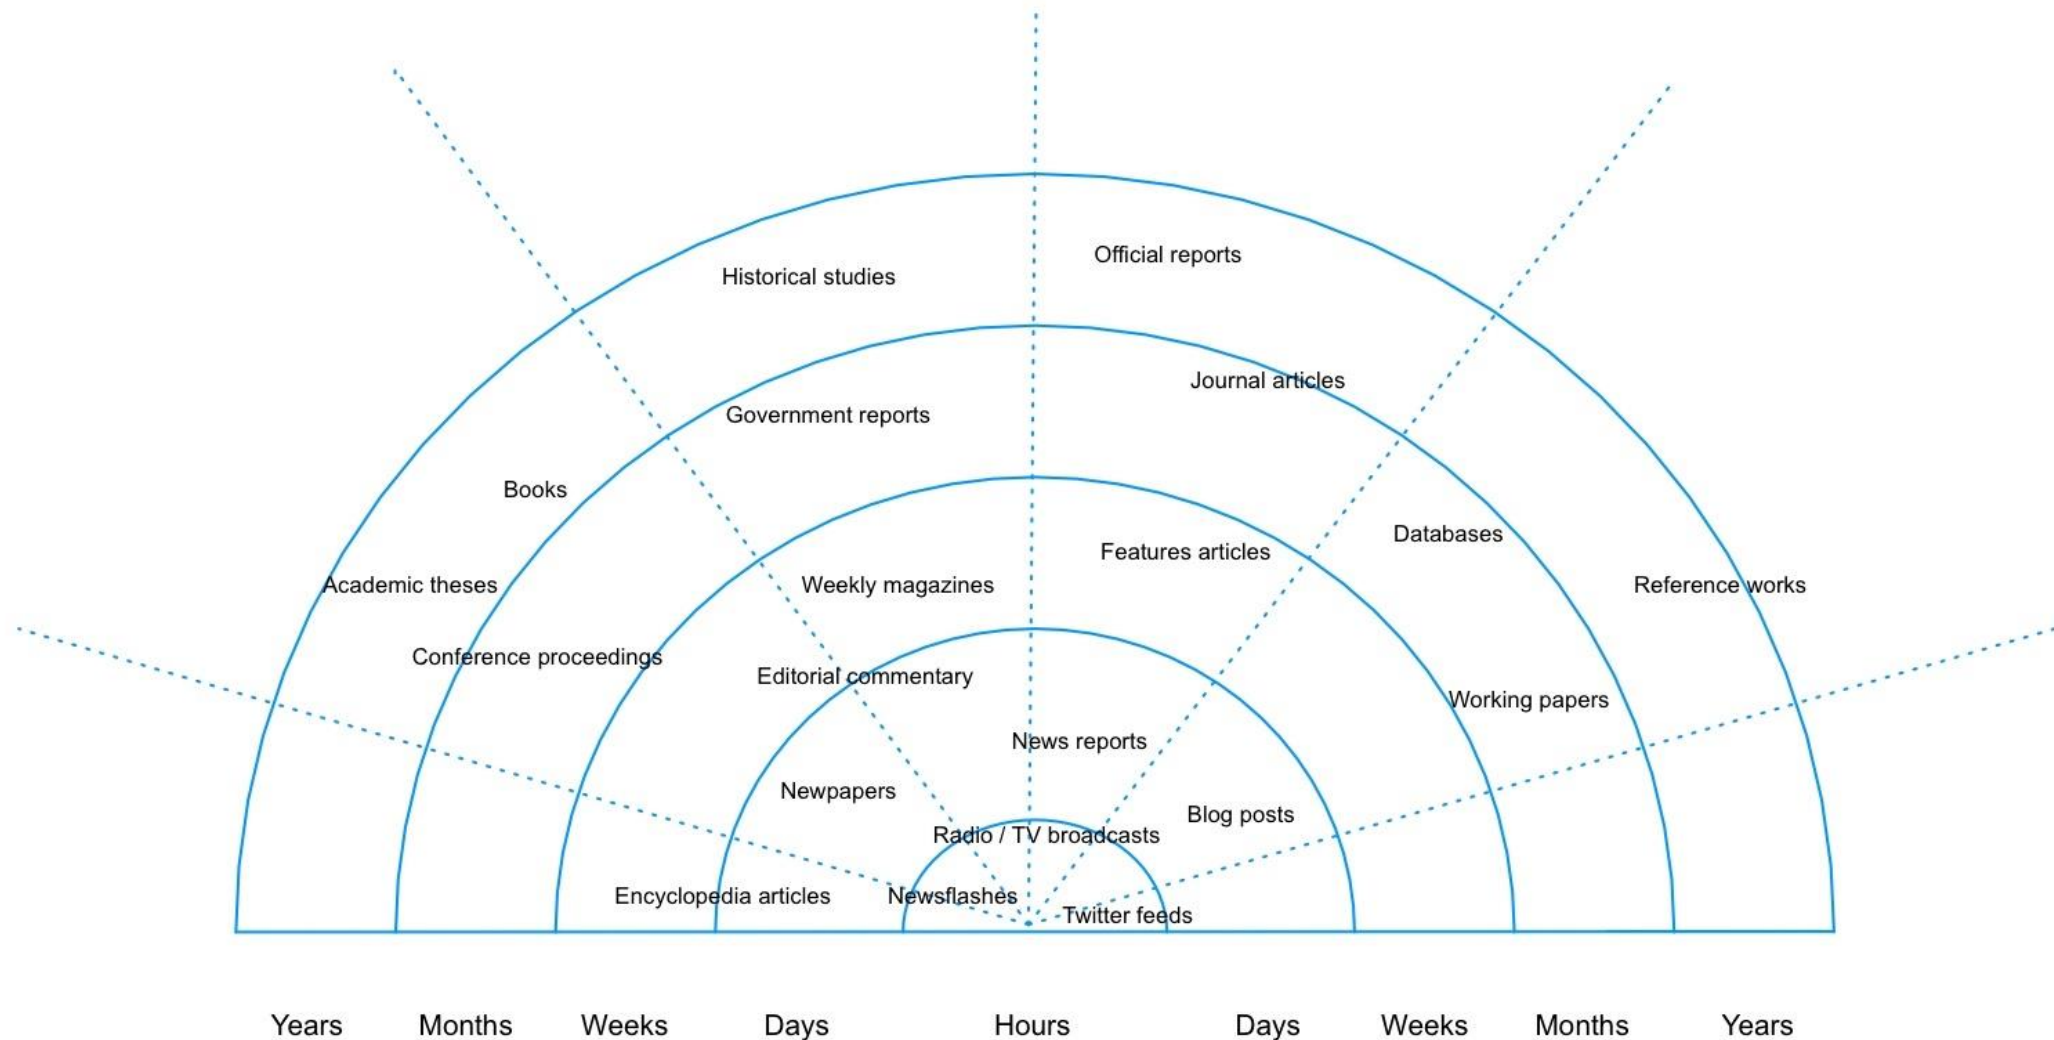 Official reports
Historical studies
Journal articles
Government reports
Books
Databases
Features articles
Academic theses
Weekly magazines
Reference works
Conference proceedings
Editorial commentary
Working papers
News reports
Newpapers
Blog posts
Radio / TV broadcasts
Encyclopedia articles
Newsflashes
Twitter feeds
Years Months Weeks Days Hours Days Weeks Months Years